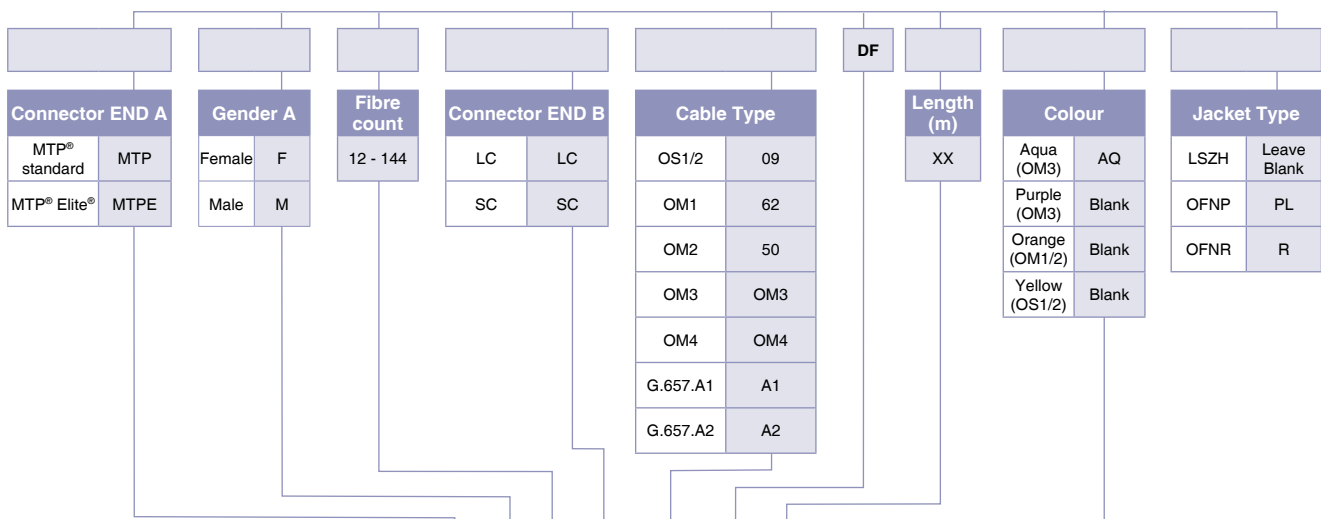 DF
Connector END A
MTP®
standard
MTP
MTP® Elite®
MTPE
Gender A
Female
F
Male
M
Fibre
count
12 - 144
Connector END B
LC
LC
SC
SC
Cable Type
OS1/2
09
OM1
62
OM2
50
OM3
OM3
OM4
OM4
G.657.A1
A1
G.657.A2
A2
Length
(m)
XX
Colour
Aqua
(OM3)
AQ
Purple
(OM3)
Blank
Orange
(OM1/2)
Blank
Yellow
(OS1/2)
Blank
Jacket Type
LSZH
Leave
Blank
OFNP
PL
OFNR
R